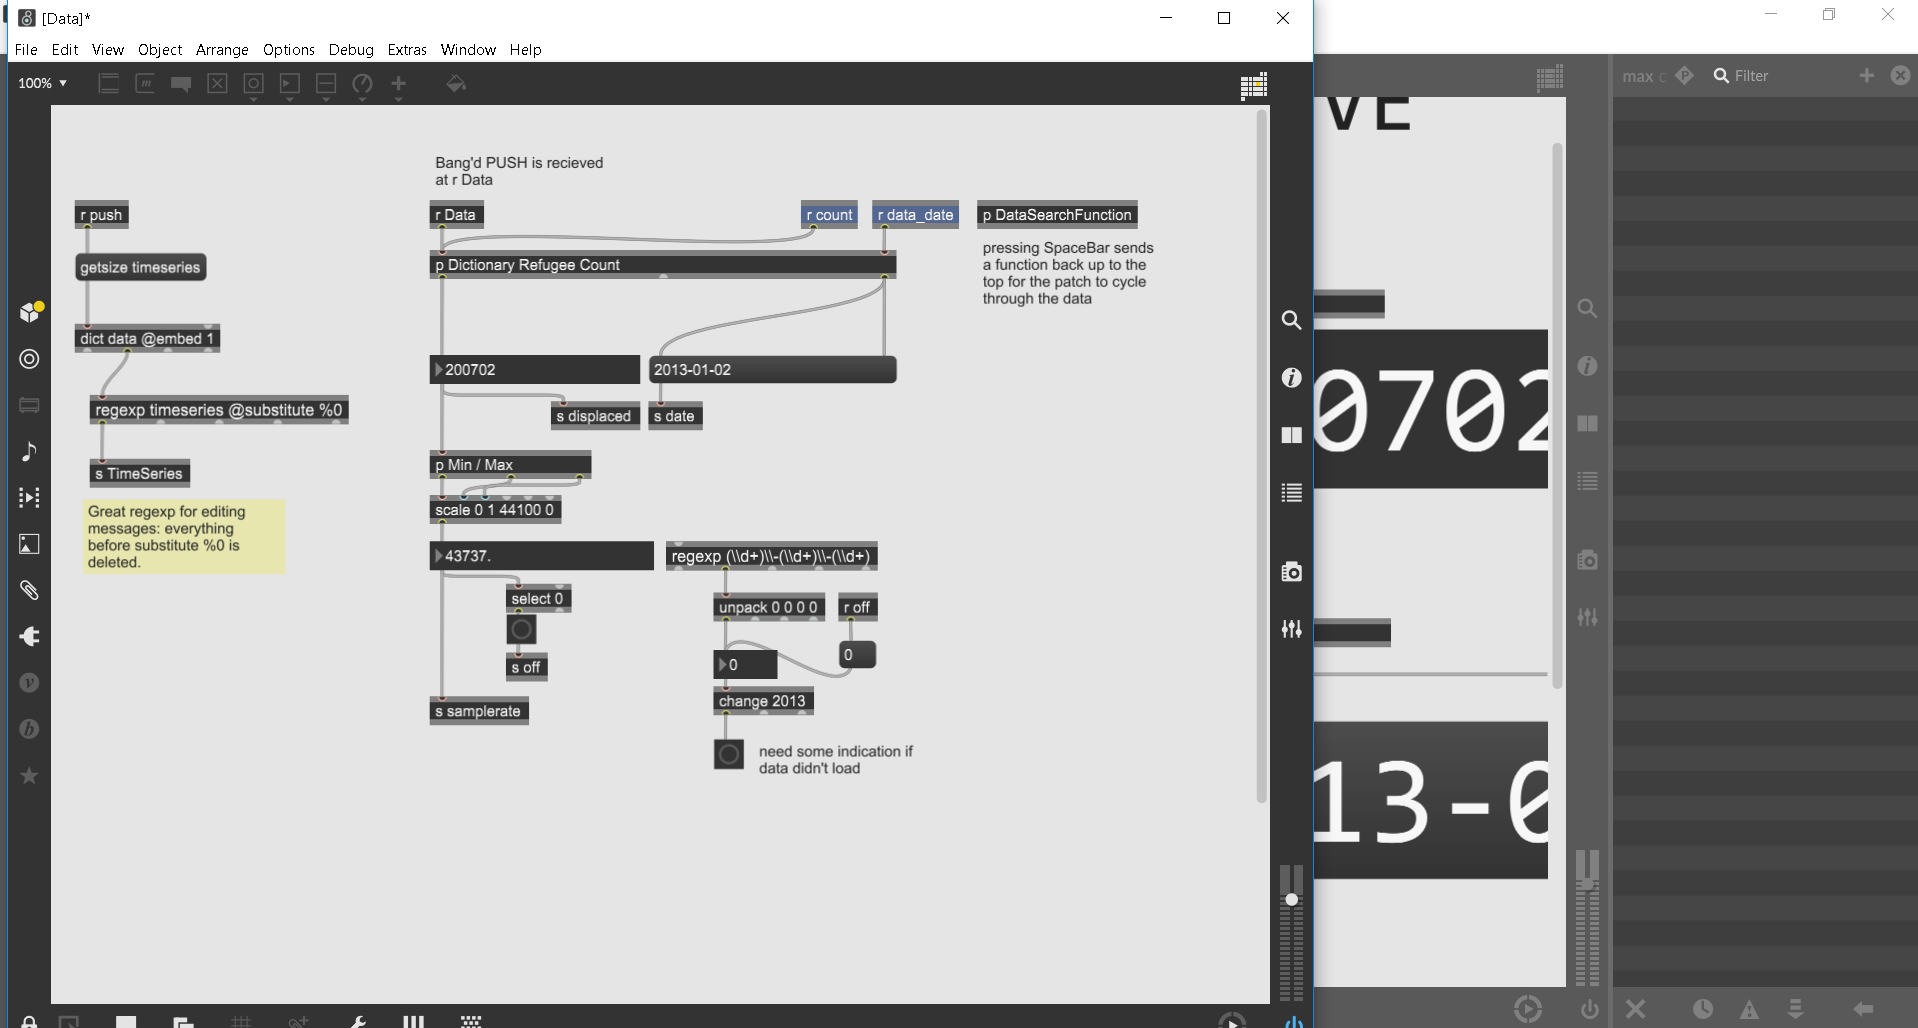 [Data]*
File Edit View Object Arrange Options Debug Extras Window Help
100%
Bang'd PUSH is recieved
at r Data
r push
r Data
r count
r data_date
p DataSearchFunction
getsize timeseries
p Dictionary Refugee Count
pressing SpaceBar sends
a function back up to the
top for the patch to cycle
through the data
dict data @embed 1
200702
2013-01-02
regexp timeseries @substitute %0
s displaced
s date
s TimeSeries
p Min / Max
Great regexp for editing
messages: everything
before substitute %0 is
deleted.
scale 0 1 44100 0
43737.
regexp (\\d+)\\-(\\d+)\\-(\\d+)
select 0
unpack 0 0 0 0
r off
s off
0
0
change 2013
s samplerate
need some indication if
data didn't load
VE
0702
13-0
max c
Filter